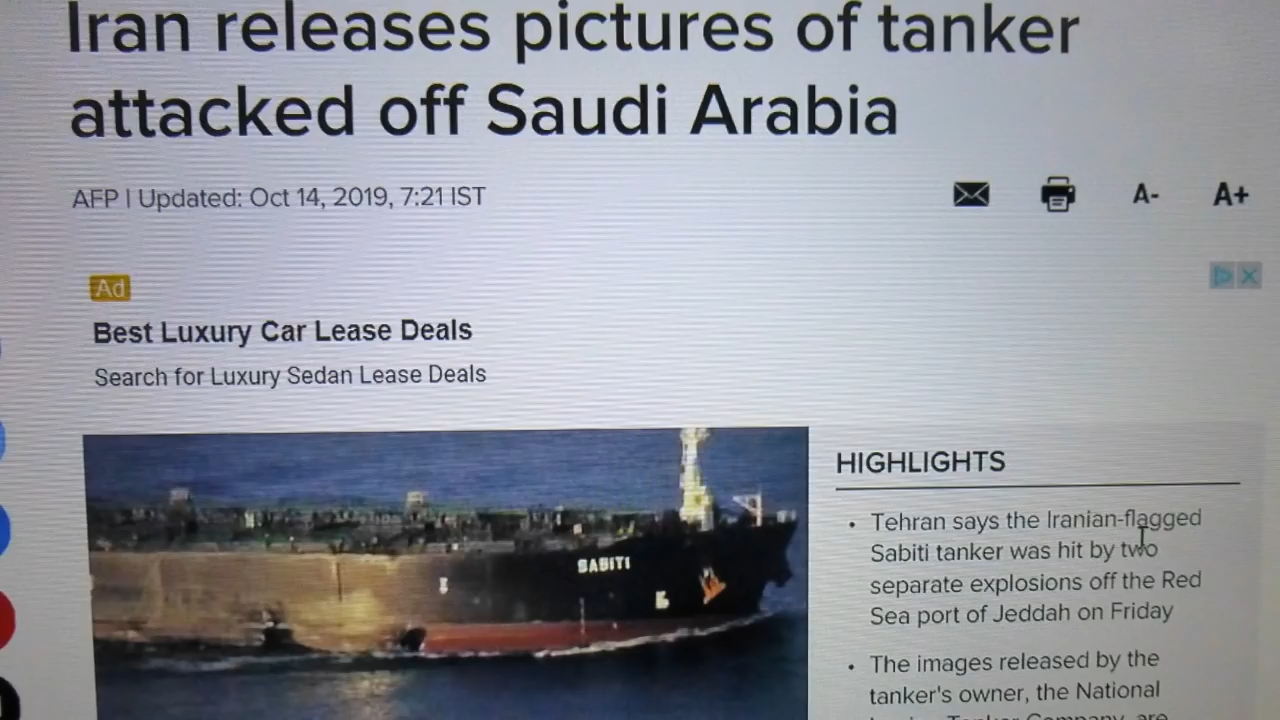 Iran releases pictures of tanker
attacked off Saudi Arabia
AFP | Updated: Oct 14, 2019, 7:21 IST
A-
A+
Ad
Best Luxury Car Lease Deals
Search for Luxury Sedan Lease Deals
SABITI
HIGHLIGHTS
• Tehran says the Iranian-flagged
Sabiti tanker was hit by two
separate explosions off the Red
Sea port of Jeddah on Friday
• The images released by the
tanker's owner, the National
Tanker Company, are